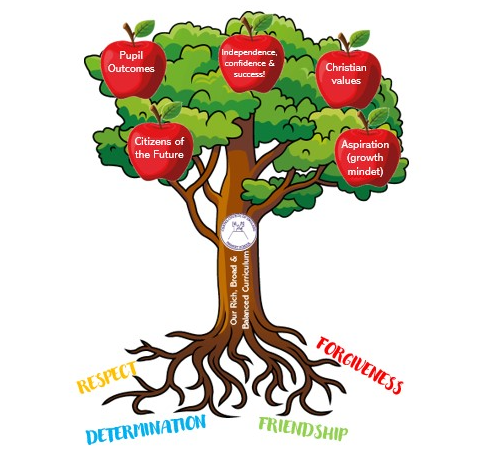 Pupil
Outcomes
Independence,
confidence &
success!
Christian
values
Citizens of
the Future
Aspiration
(growth
mindet)
Our Rich, Broad &
Balanced Curriculum
RESPECT
FORGIVENESS
DETERMINATION
FRIENDSHIP